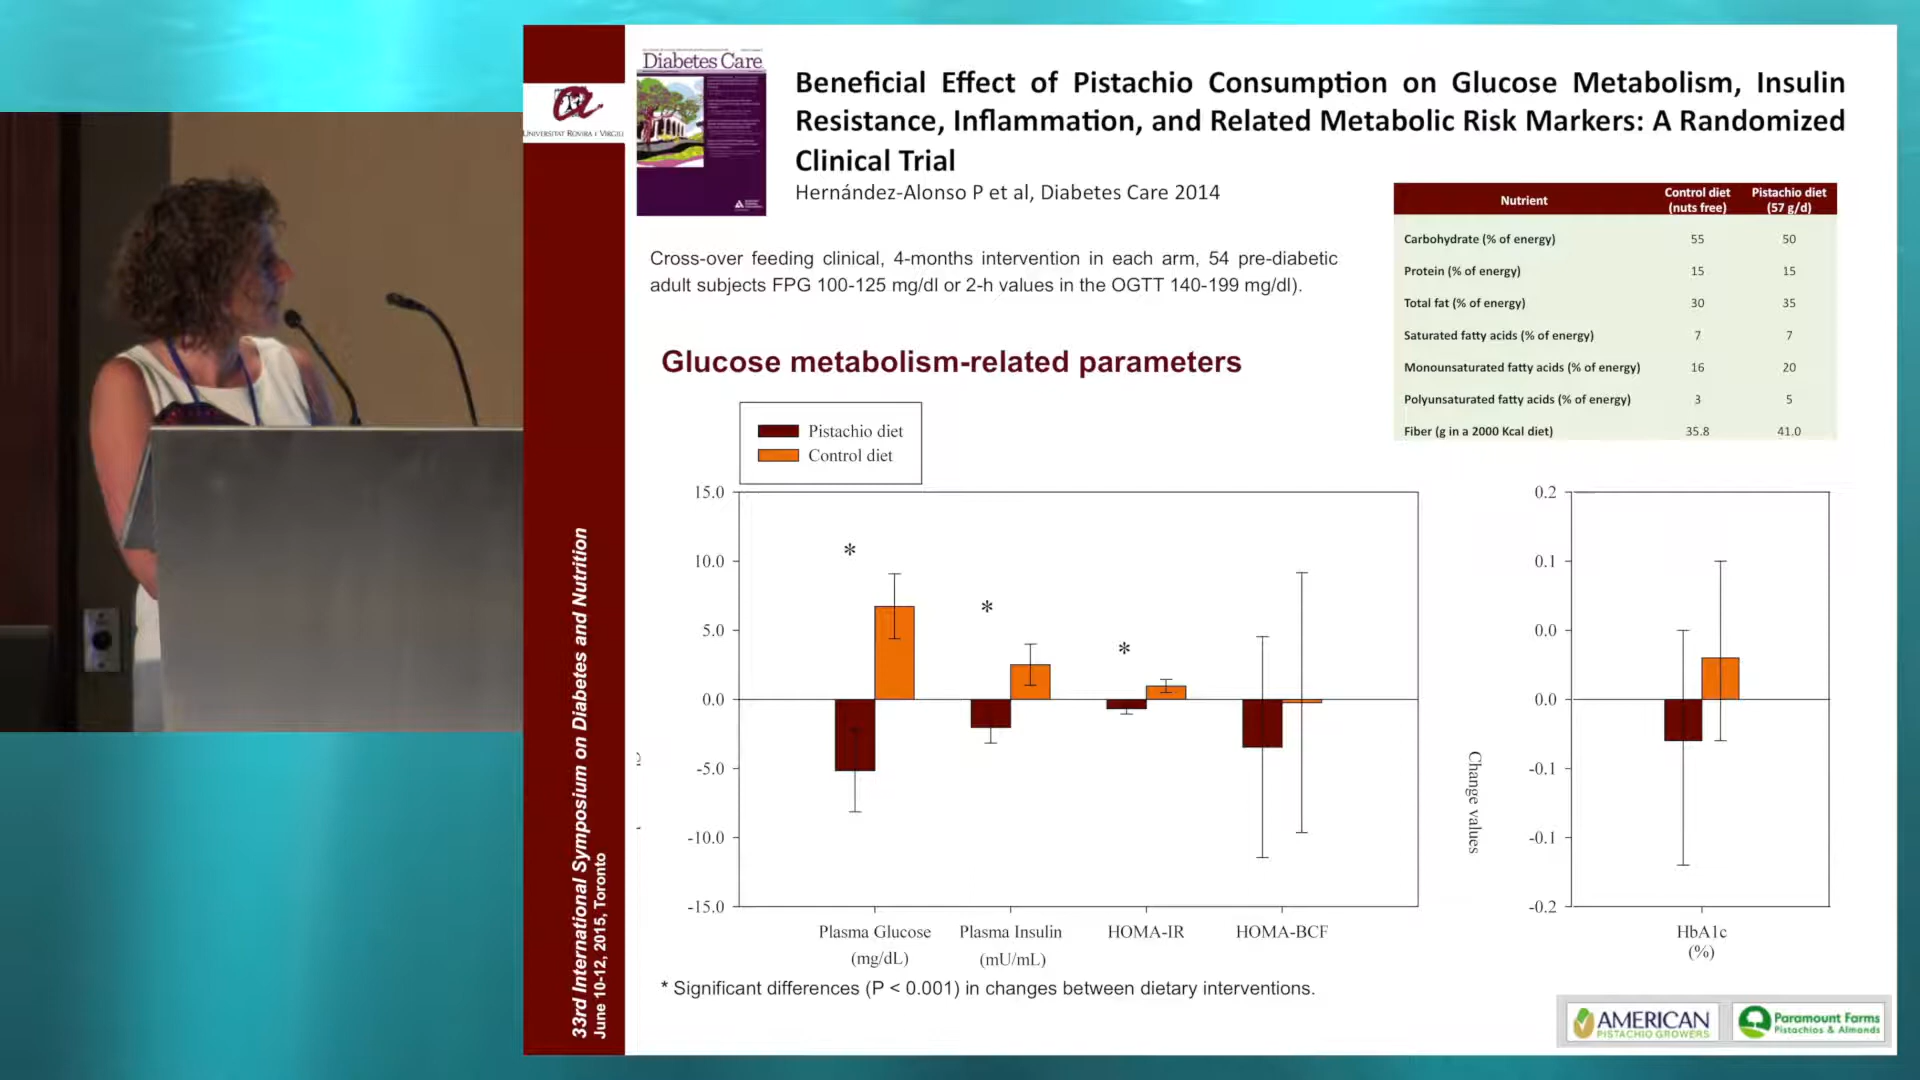 Diabetes Care
UNIVERSITAT ROVIRA I VIRGILI
Beneficial Effect of Pistachio Consumption on Glucose Metabolism, Insulin
Resistance, Inflammation, and Related Metabolic Risk Markers: A Randomized
Clinical Trial
Hernández-Alonso P et al, Diabetes Care 2014
Cross-over feeding clinical, 4-months intervention in each arm, 54 pre-diabetic
adult subjects FPG 100-125 mg/dl or 2-h values in the OGTT 140-199 mg/dl).
Nutrient Control diet (nuts free) Pistachio diet (57 g/d)
Carbohydrate (% of energy) 55 50
Protein (% of energy) 15 15
Total fat (% of energy) 30 35
Saturated fatty acids (% of energy) 7 7
Monounsaturated fatty acids (% of energy) 16 20
Polyunsaturated fatty acids (% of energy) 3 5
Fiber (g in a 2000 Kcal diet) 35.8 41.0
Glucose metabolism-related parameters
Pistachio diet
Control diet
15.0
10.0
5.0
0.0
-5.0
-10.0
-15.0
*
*
*
Plasma Glucose
(mg/dL)
Plasma Insulin
(mU/mL)
HOMA-IR
HOMA-BCF
Change values
0.2
0.1
0.0
0.0
-0.1
-0.1
-0.2
HbA1c
(%)
* Significant differences (P < 0.001) in changes between dietary interventions.
33rd International Symposium on Diabetes and Nutrition
June 10-12, 2015, Toronto
AMERICAN
PISTACHIO GROWERS
Paramount Farms
Pistachios & Almonds